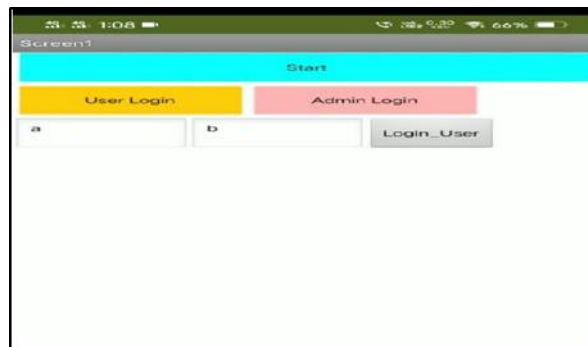 1:08 66%
Screen1
Start
User Login Admin Login
a b Login_User